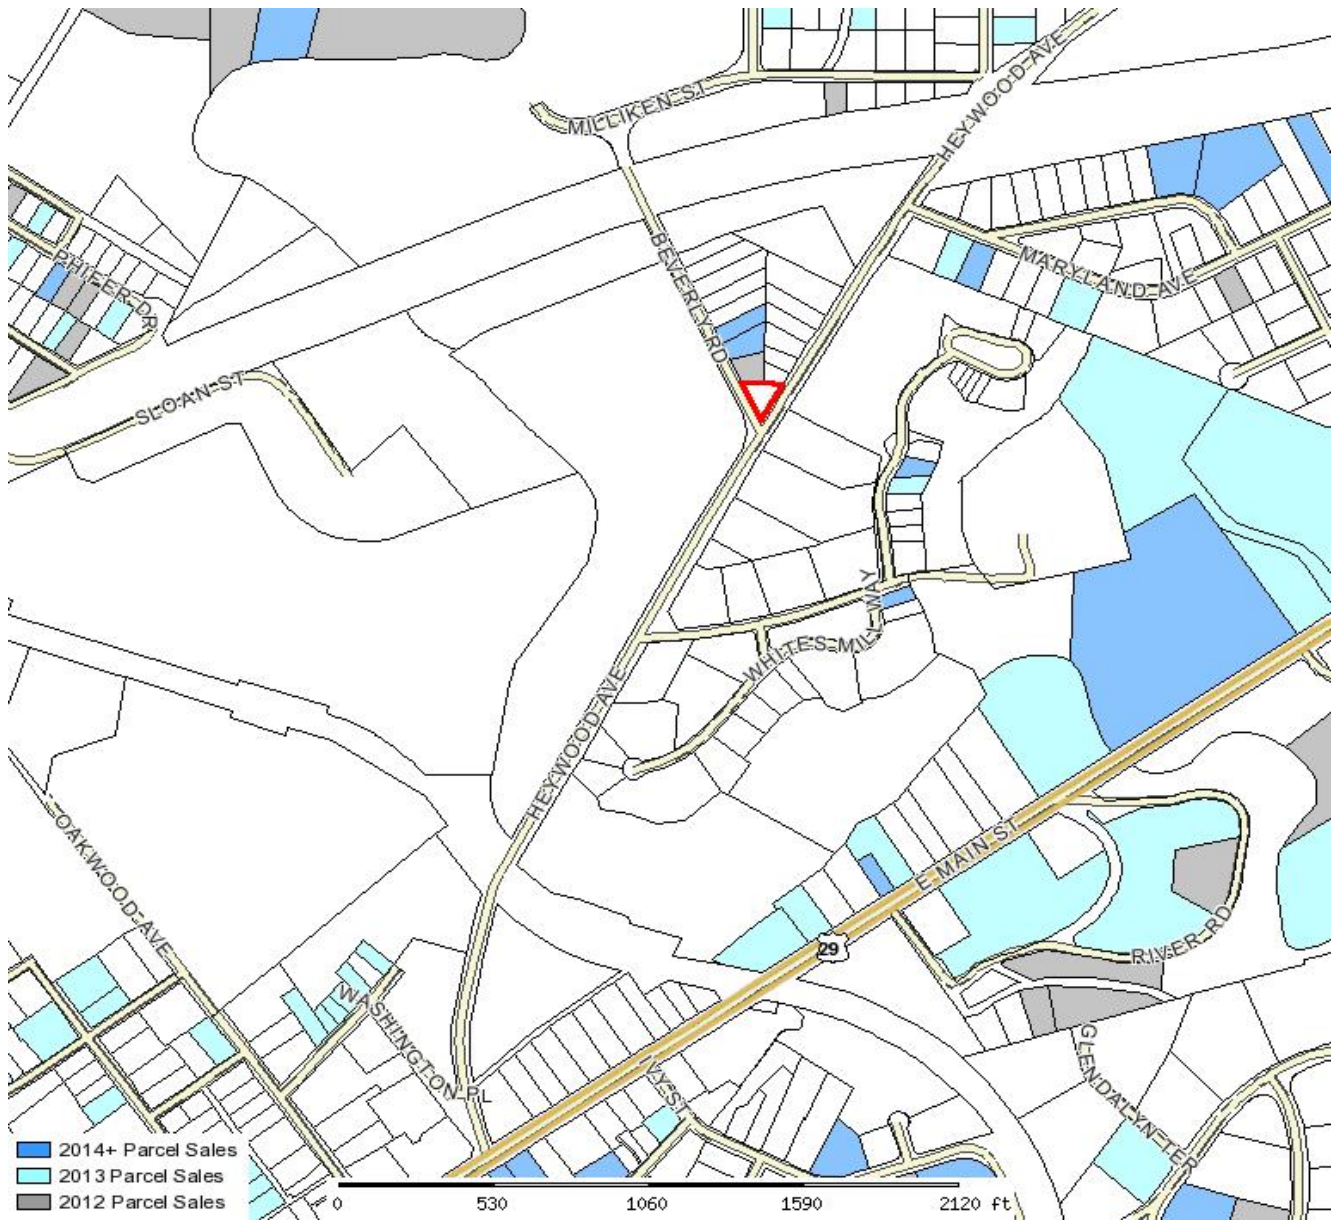 HEYWOOD AVE
MILLIKEN ST
BEVERLY RD
MARYLAND AVE
PHIFER DR
SLOAN ST
WHITES MILL WAY
HEYWOOD AVE
OAKWOOD AVE
E MAIN ST
29
RIVER RD
WASHINGTON PL
IVY ST
GLENDALYN TER
2014+ Parcel Sales
2013 Parcel Sales
2012 Parcel Sales
0 530 1060 1590 2120 ft